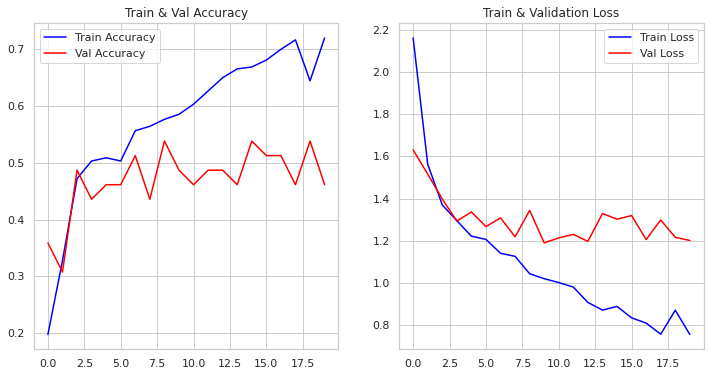 Train & Val Accuracy
Train Accuracy
Val Accuracy
0.7
0.6
0.5
0.4
0.3
0.2
0.0 2.5 5.0 7.5 10.0 12.5 15.0 17.5
Train & Validation Loss
Train Loss
Val Loss
2.2
2.0
1.8
1.6
1.4
1.2
1.0
0.8
0.0 2.5 5.0 7.5 10.0 12.5 15.0 17.5